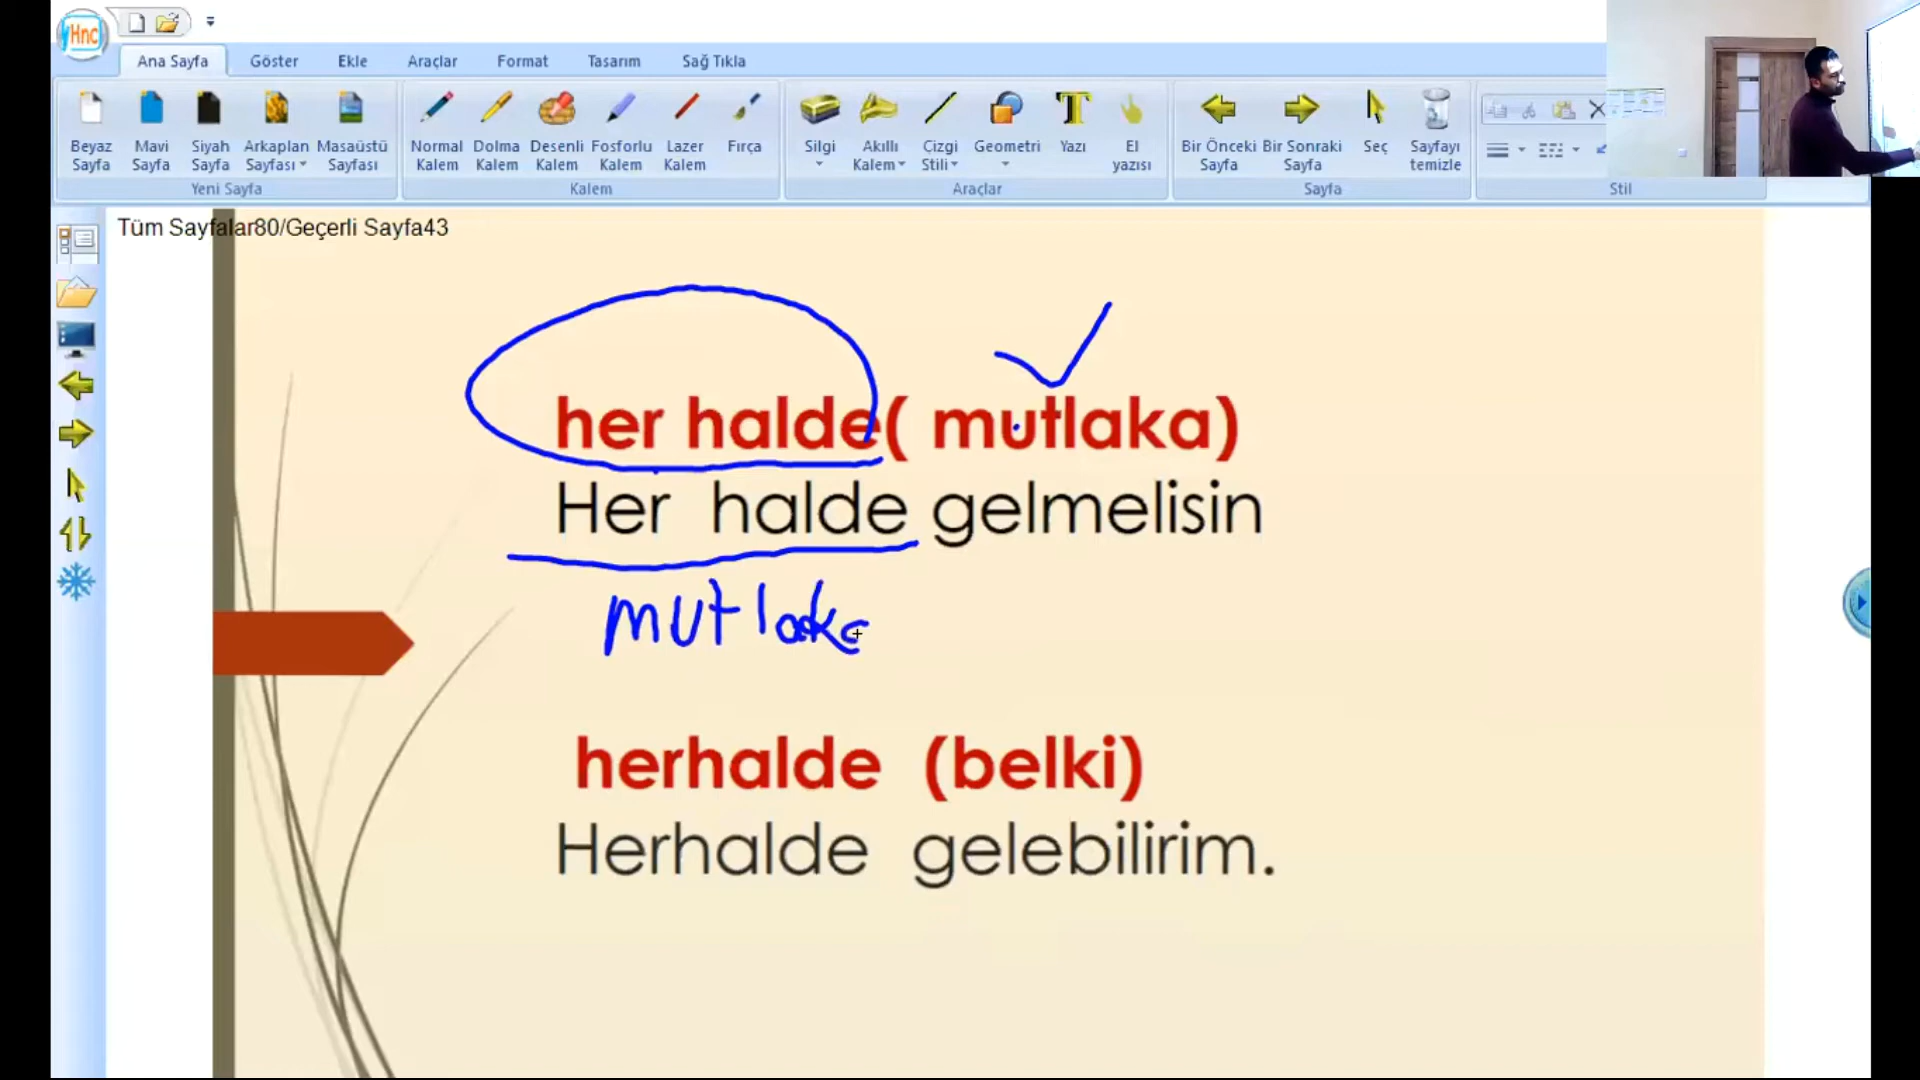 Hnc
Ana Sayfa Göster Ekle Araçlar Format Tasarım Sağ Tıkla
Beyaz Sayfa Mavi Sayfa Siyah Sayfa Arkaplan Sayfası Masaüstü Sayfası
Normal Kalem Dolma Kalem Desenli Kalem Fosforlu Kalem Lazer Kalem Fırça
Silgi Akıllı Kalem Çizgi Stili Geometri Yazı El yazısı
Bir Önceki Sayfa Bir Sonraki Sayfa Seç Sayfayı temizle
Yeni Sayfa Kalem Araçlar Sayfa Stil
Tüm Sayfalar80/Geçerli Sayfa43
her halde( mutlaka)
Her halde gelmelisin
mutlaka
herhalde (belki)
Herhalde gelebilirim.